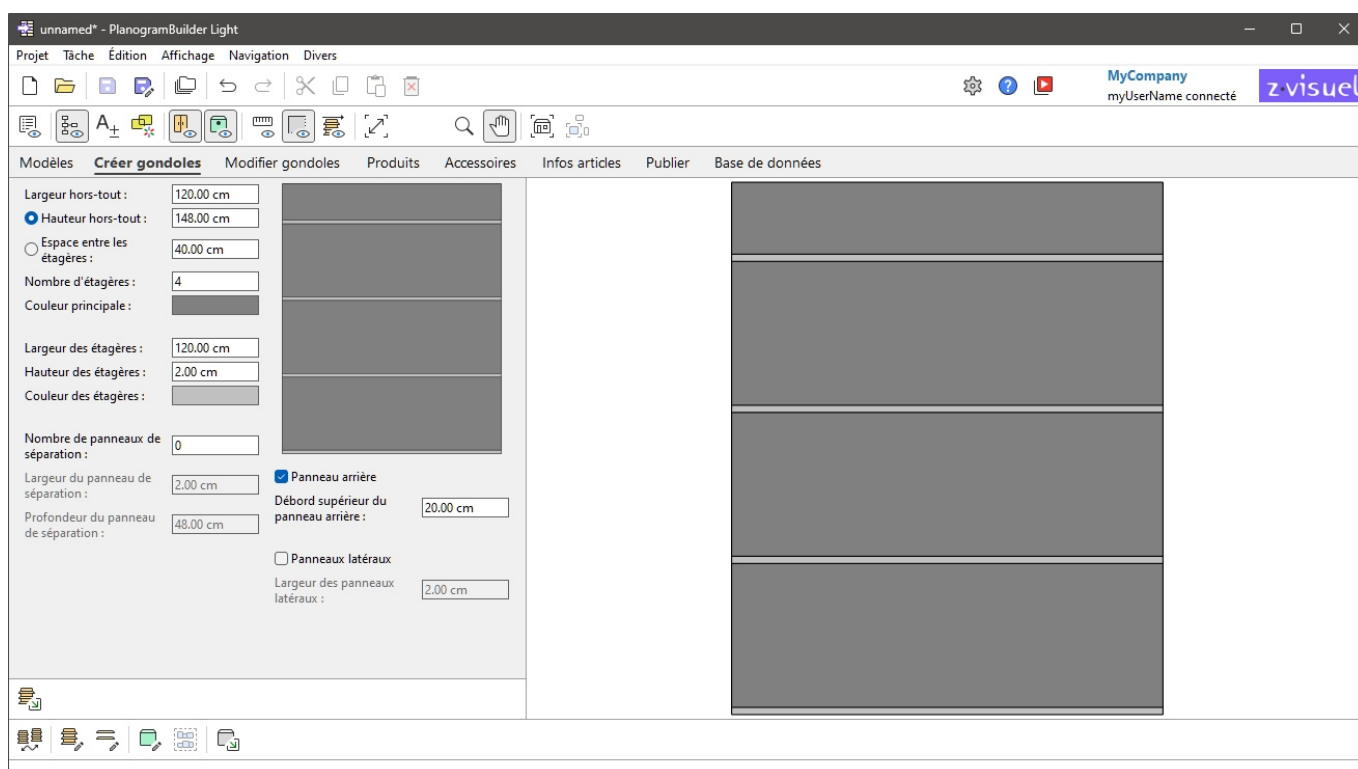 unnamed* - PlanogramBuilder Light
Projet Tâche Édition Affichage Navigation Divers
MyCompany
myUserName connecté
z·visuel
Modèles Créer gondoles Modifier gondoles Produits Accessoires Infos articles Publier Base de données
Largeur hors-tout : 120.00 cm
Hauteur hors-tout : 148.00 cm
Espace entre les
étagères : 40.00 cm
Nombre d'étagères : 4
Couleur principale :
Largeur des étagères : 120.00 cm
Hauteur des étagères : 2.00 cm
Couleur des étagères :
Nombre de panneaux de
séparation : 0
Largeur du panneau de
séparation : 2.00 cm
Profondeur du panneau
de séparation : 48.00 cm
Panneau arrière
Débord supérieur du
panneau arrière : 20.00 cm
Panneaux latéraux
Largeur des panneaux
latéraux : 2.00 cm